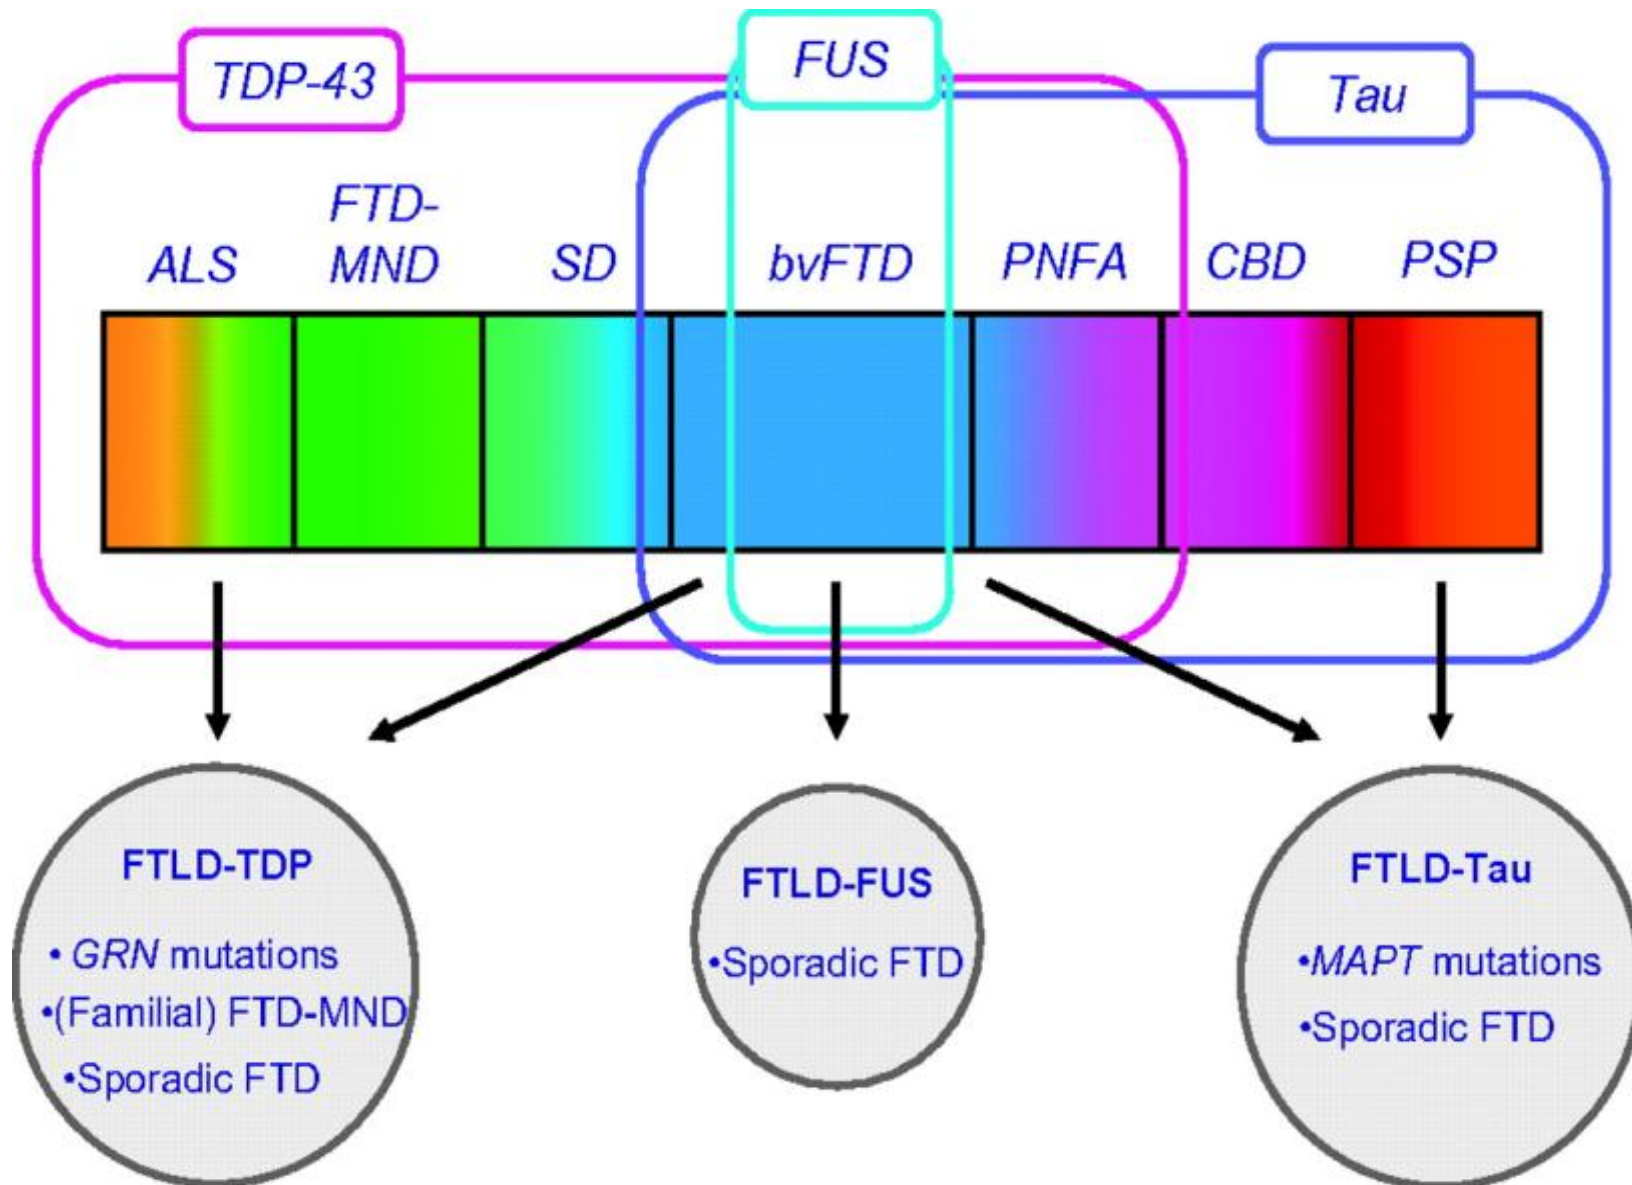 TDP-43
FUS
Tau
ALS
FTD-
MND
SD
bvFTD
PNFA
CBD
PSP
FTLD-TDP
• GRN mutations
•(Familial) FTD-MND
•Sporadic FTD
FTLD-FUS
•Sporadic FTD
FTLD-Tau
•MAPT mutations
•Sporadic FTD